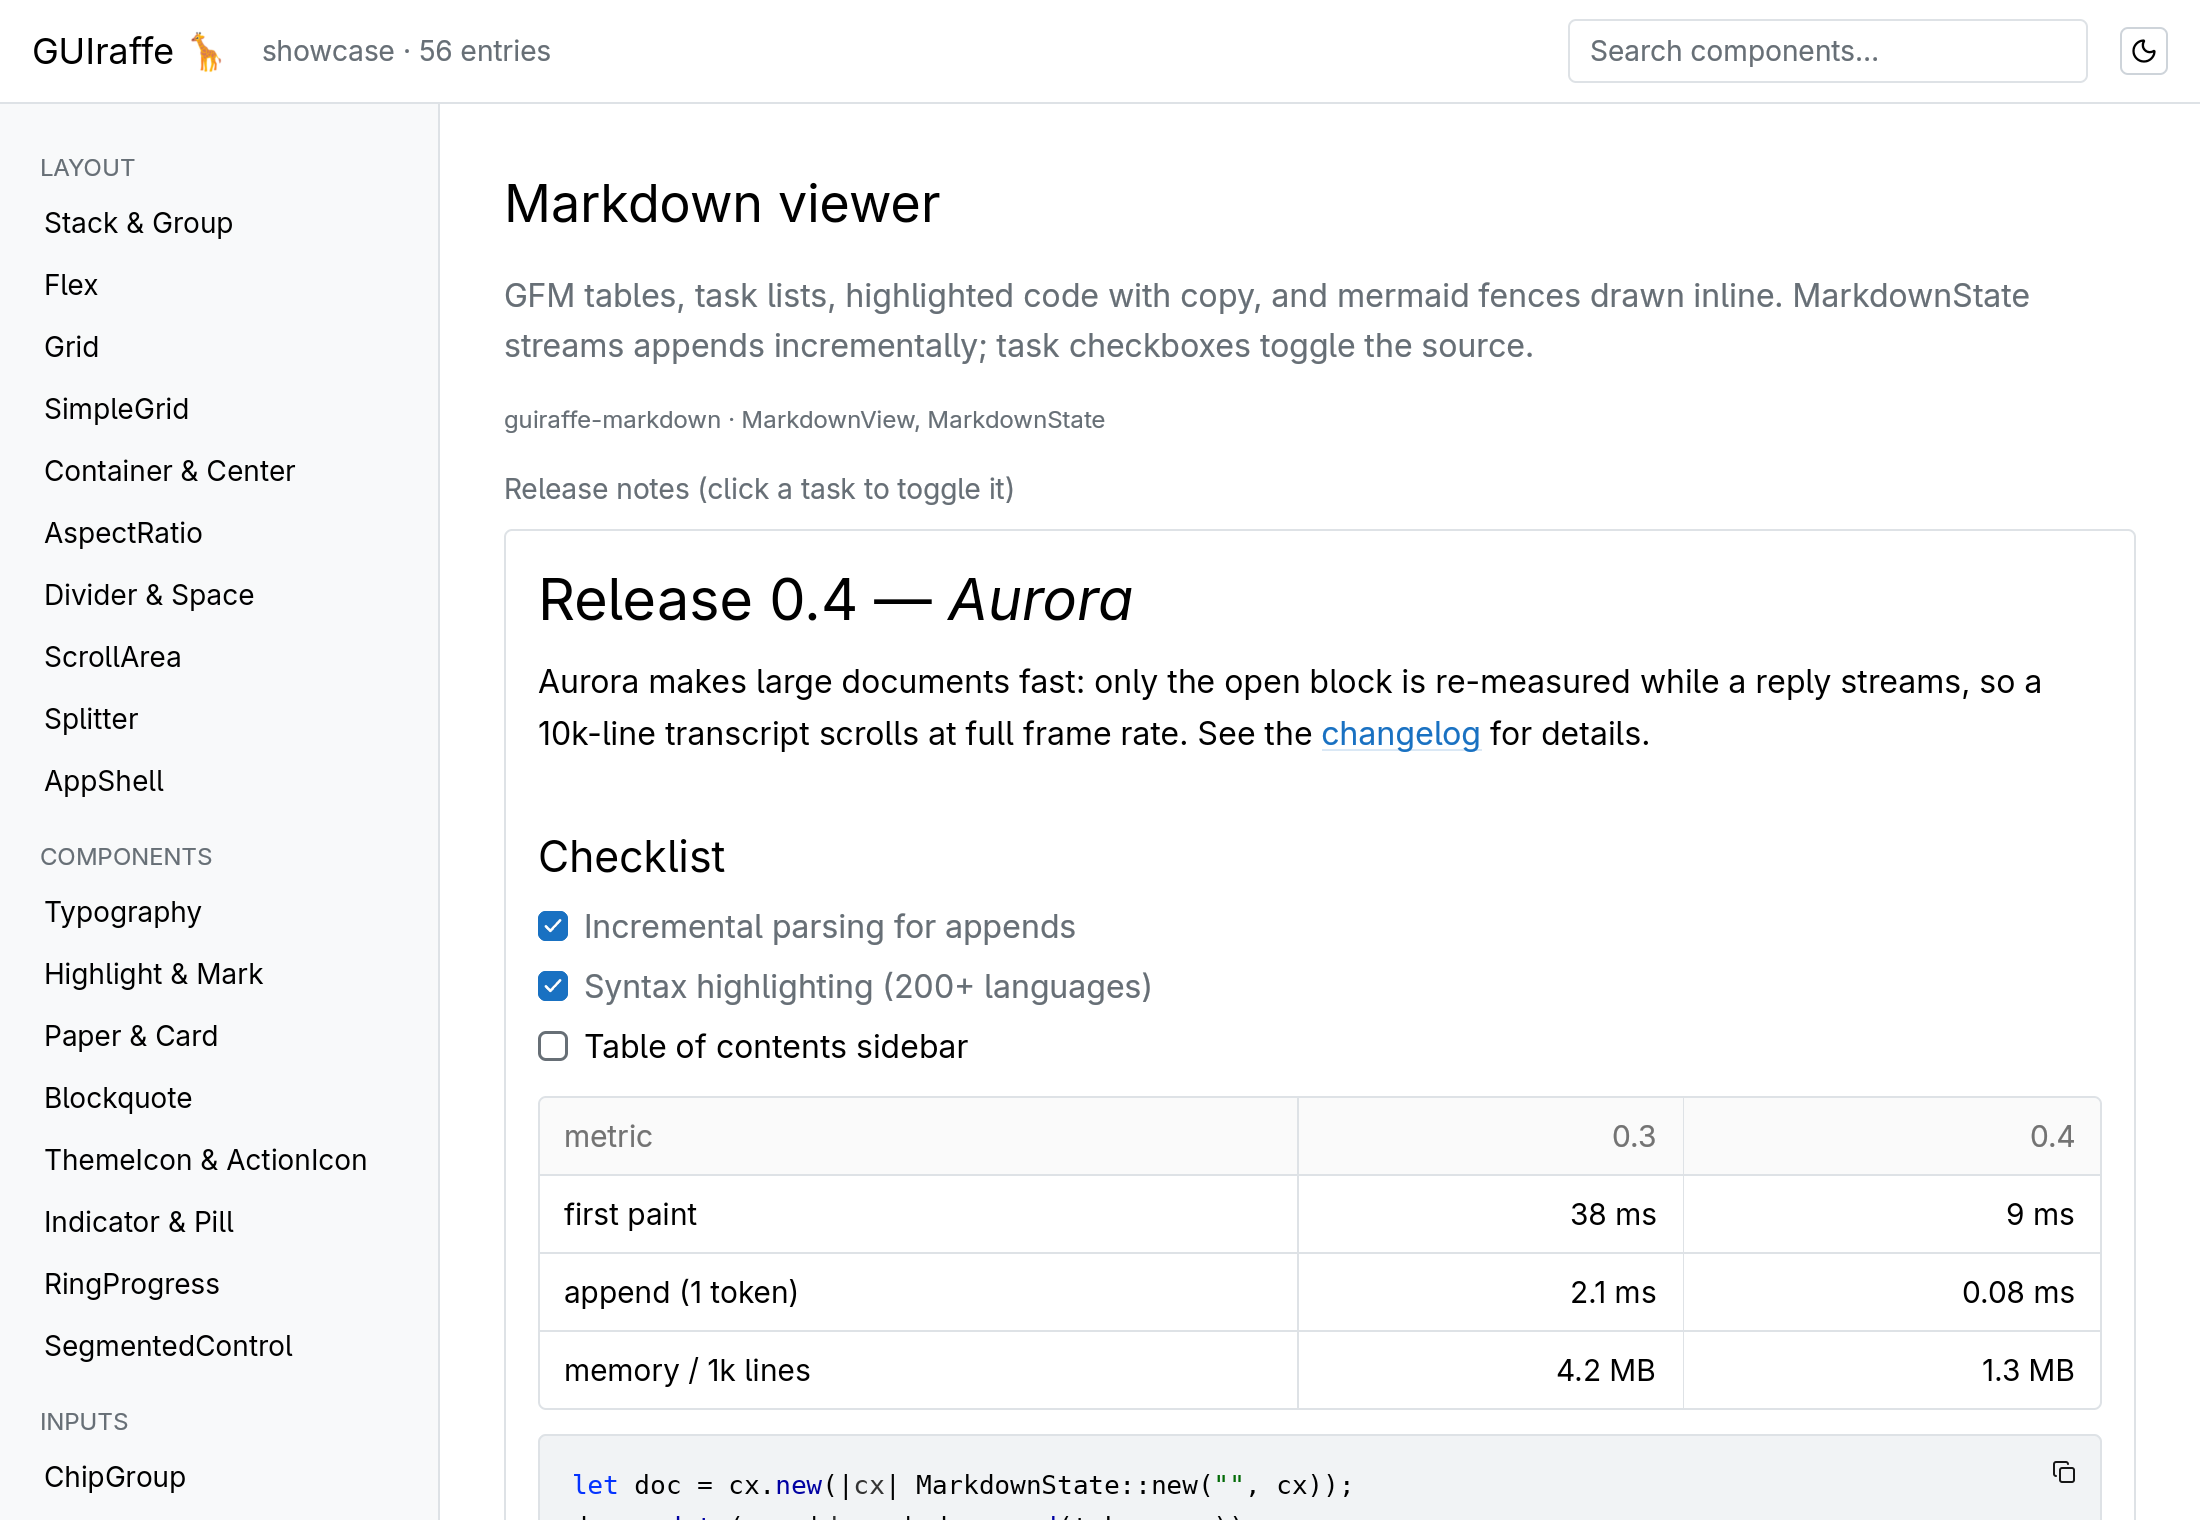 GUIraffe 🦒 showcase · 56 entries
Search components...
LAYOUT
Stack & Group
Flex
Grid
SimpleGrid
Container & Center
AspectRatio
Divider & Space
ScrollArea
Splitter
AppShell
COMPONENTS
Typography
Highlight & Mark
Paper & Card
Blockquote
ThemeIcon & ActionIcon
Indicator & Pill
RingProgress
SegmentedControl
INPUTS
ChipGroup
Markdown viewer
GFM tables, task lists, highlighted code with copy, and mermaid fences drawn inline. MarkdownState
streams appends incrementally; task checkboxes toggle the source.
guiraffe-markdown · MarkdownView, MarkdownState
Release notes (click a task to toggle it)
Release 0.4 — Aurora
Aurora makes large documents fast: only the open block is re-measured while a reply streams, so a
10k-line transcript scrolls at full frame rate. See the changelog for details.
Checklist
Incremental parsing for appends
Syntax highlighting (200+ languages)
Table of contents sidebar
metric 0.3 0.4
first paint 38 ms 9 ms
append (1 token) 2.1 ms 0.08 ms
memory / 1k lines 4.2 MB 1.3 MB
let doc = cx.new(|cx| MarkdownState::new("", cx));